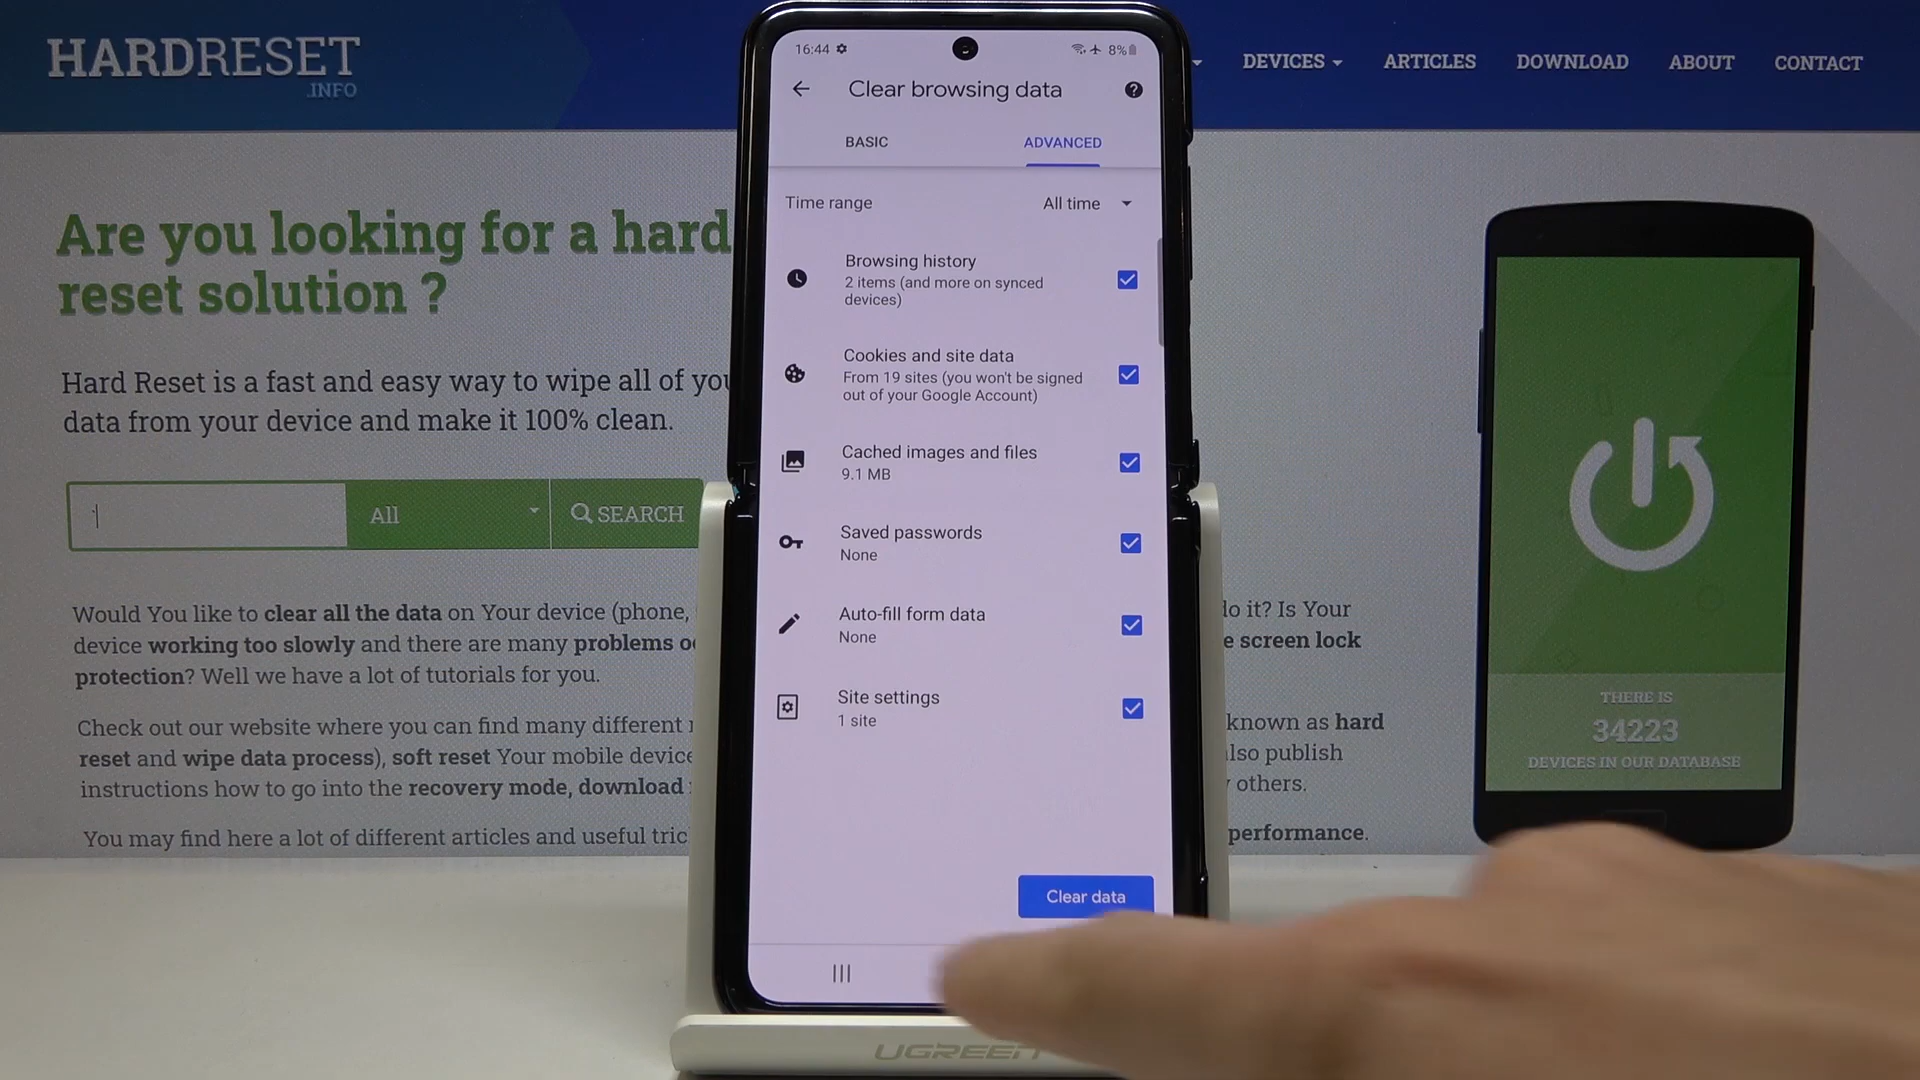 HARDRESET
.INFO
DEVICES
ARTICLES
DOWNLOAD
ABOUT
CONTACT
Are you looking for a hard
reset solution ?
Hard Reset is a fast and easy way to wipe all of
data from your device and make it 100% clean.
All
SEARCH
Would You like to clear all the data on Your device (phone,
device working too slowly and there are many problems
protection? Well we have a lot of tutorials for you.
Check out our website where you can find many different
reset and wipe data process), soft reset Your mobile device
instructions how to go into the recovery mode, download
You may find here a lot of different articles and useful
16:44
8%
Clear browsing data
BASIC
ADVANCED
Time range
All time
Browsing history
2 items (and more on synced
devices)
Cookies and site data
From 19 sites (you won't be signed
out of your Google Account)
Cached images and files
9.1 MB
Saved passwords
None
Auto-fill form data
None
Site settings
1 site
Clear data
UGREEN
do it? Is Your
screen lock
known as hard
also publish
others.
performance.
THERE IS
34223
DEVICES IN OUR DATABASE